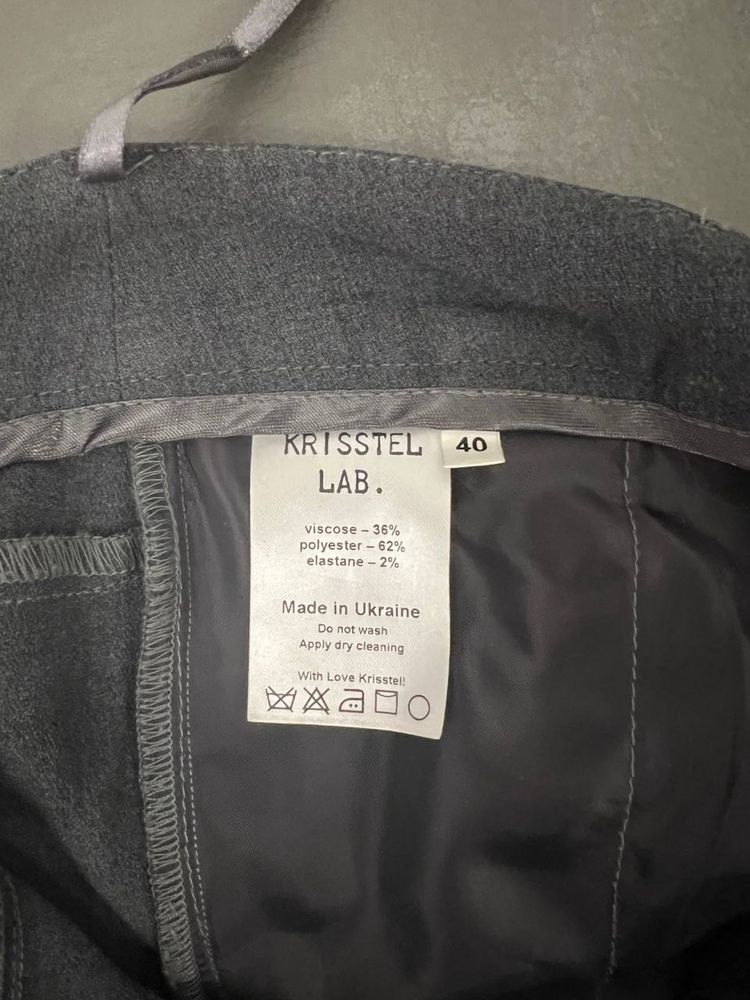 KRISSTEL
LAB.
40
viscose – 36%
polyester – 62%
elastane – 2%
Made in Ukraine
Do not wash
Apply dry cleaning
With Love Krisstel!